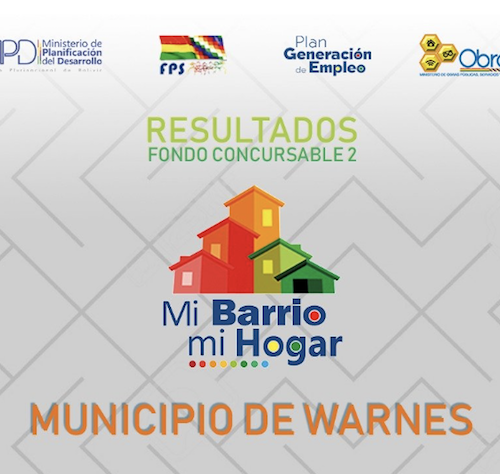 PD Ministerio de
Planificación
del Desarrollo
FPS
Plan
Generación
de Empleo
Obra
RESULTADOS
FONDO CONCURSABLE 2
Mi Barrio
mi Hogar
MUNICIPIO DE WARNES